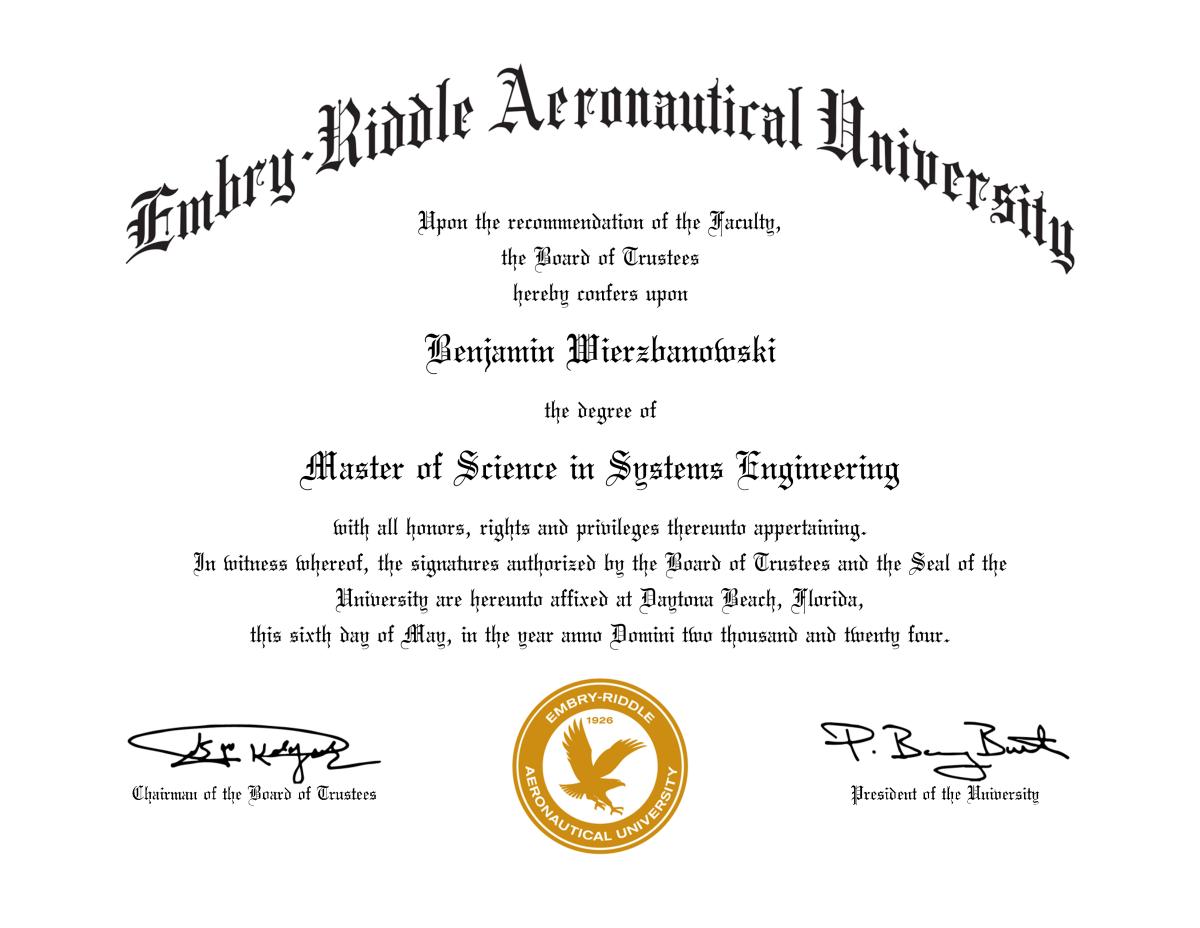 Embry-Riddle Aeronautical University
Upon the recommendation of the Faculty,
the Board of Trustees
hereby confers upon
Benjamin Wierzbanowski
the degree of
Master of Science in Systems Engineering
with all honors, rights and privileges thereunto appertaining.
In witness whereof, the signatures authorized by the Board of Trustees and the Seal of the
University are hereunto affixed at Daytona Beach, Florida,
this sixth day of May, in the year anno Domini two thousand and twenty four.
EMBRY-RIDDLE
1926
AERONAUTICAL UNIVERSITY
P. Barry Butler
Chairman of the Board of Trustees
President of the University